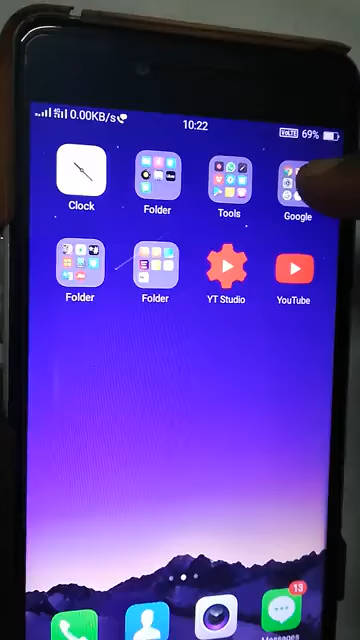 0.00KB/s
10:22
VoLTE 69%
Clock
Folder
Tools
Google
Folder
Folder
YT Studio
YouTube
13
Messages